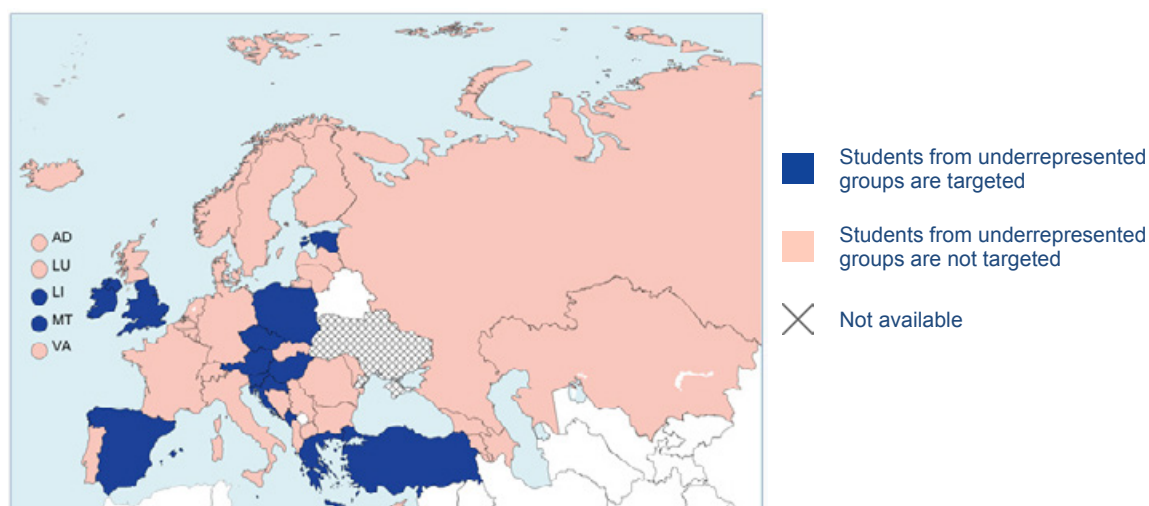 AD
LU
LI
MT
VA
Students from underrepresented
groups are targeted
Students from underrepresented
groups are not targeted
Not available